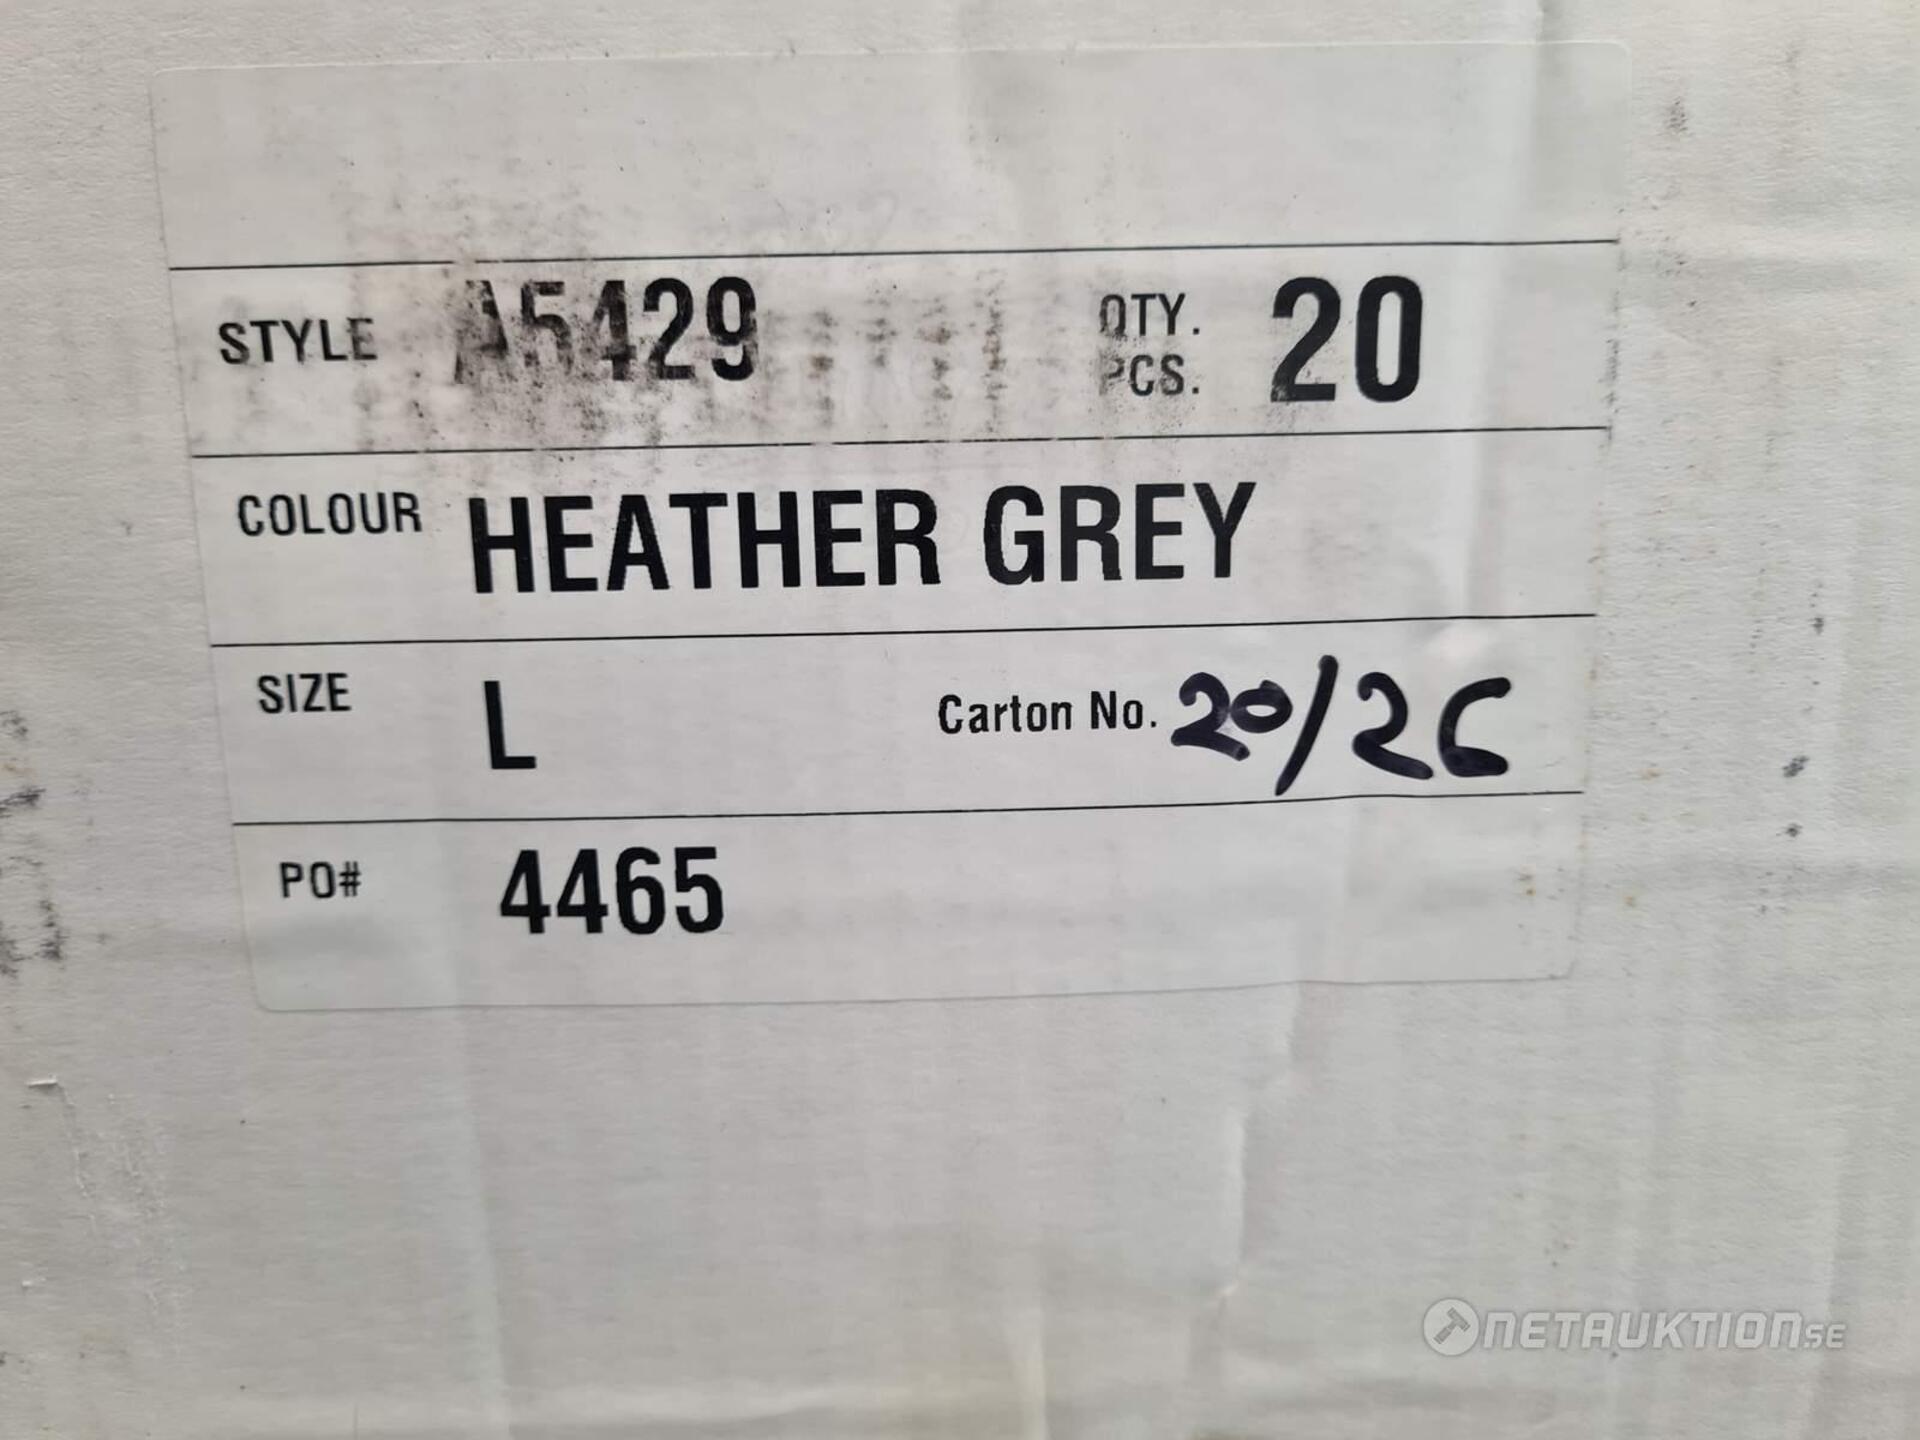 STYLE A5429 QTY. PCS. 20
COLOUR HEATHER GREY
SIZE L Carton No. 20/26
PO# 4465
NETAUKTION.SE